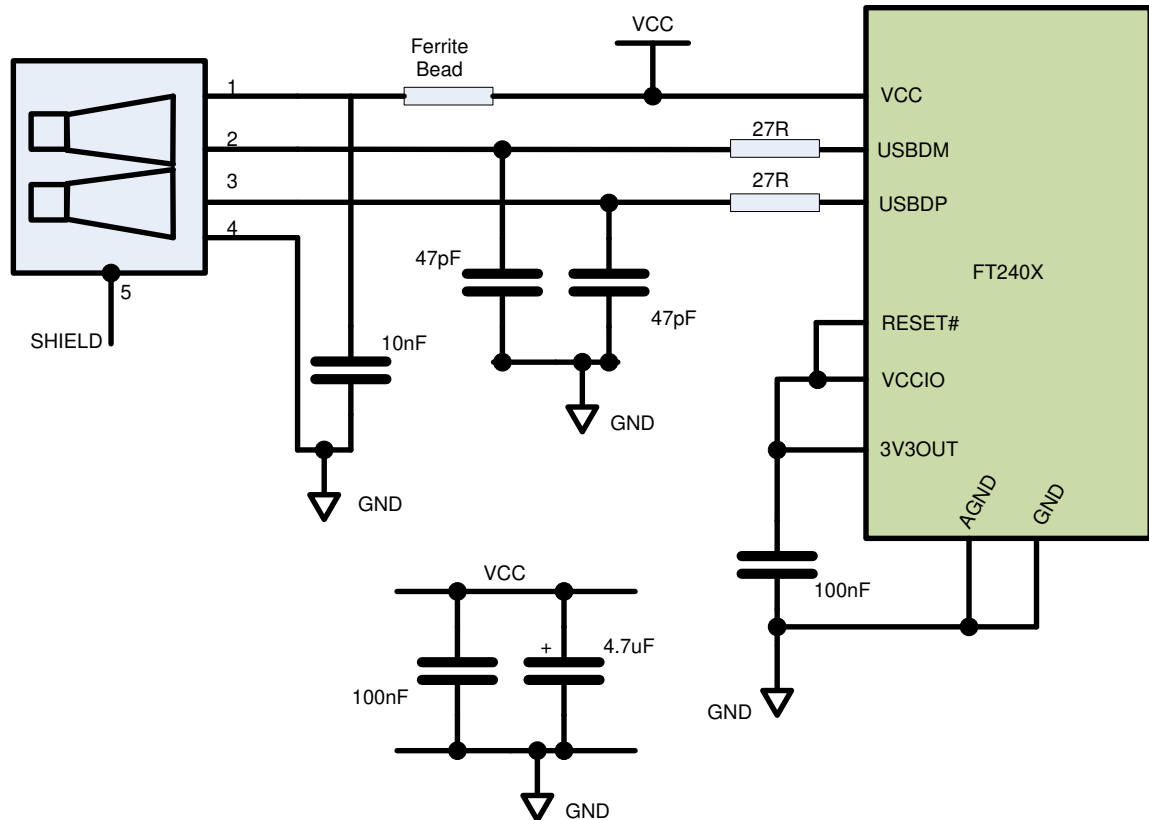 VCC
Ferrite
Bead
1
VCC
27R
2
USBDM
27R
3
USBDP
4
47pF
FT240X
5
47pF
RESET#
SHIELD
10nF
VCCIO
GND
3V3OUT
GND
AGND
GND
VCC
100nF
+
4.7uF
100nF
GND
GND